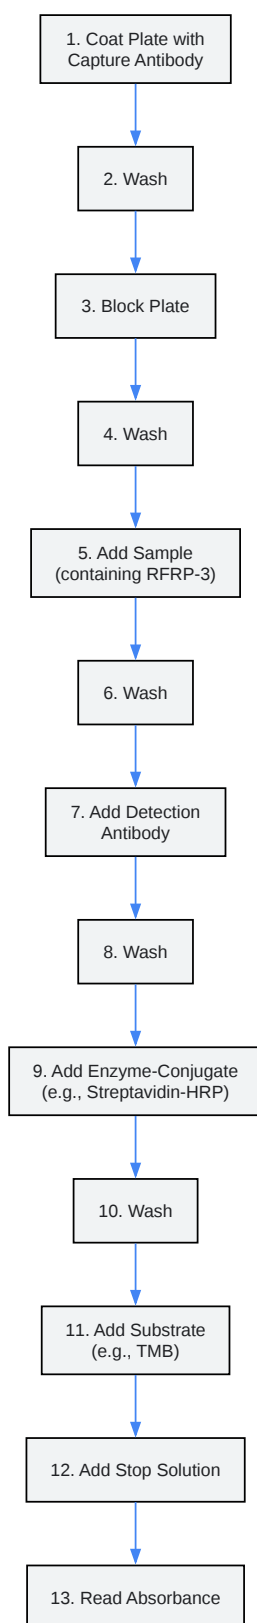 1. Coat Plate with
Capture Antibody
2. Wash
3. Block Plate
4. Wash
5. Add Sample
(containing RFRP-3)
6. Wash
7. Add Detection
Antibody
8. Wash
9. Add Enzyme-Conjugate
(e.g., Streptavidin-HRP)
10. Wash
11. Add Substrate
(e.g., TMB)
12. Add Stop Solution
13. Read Absorbance